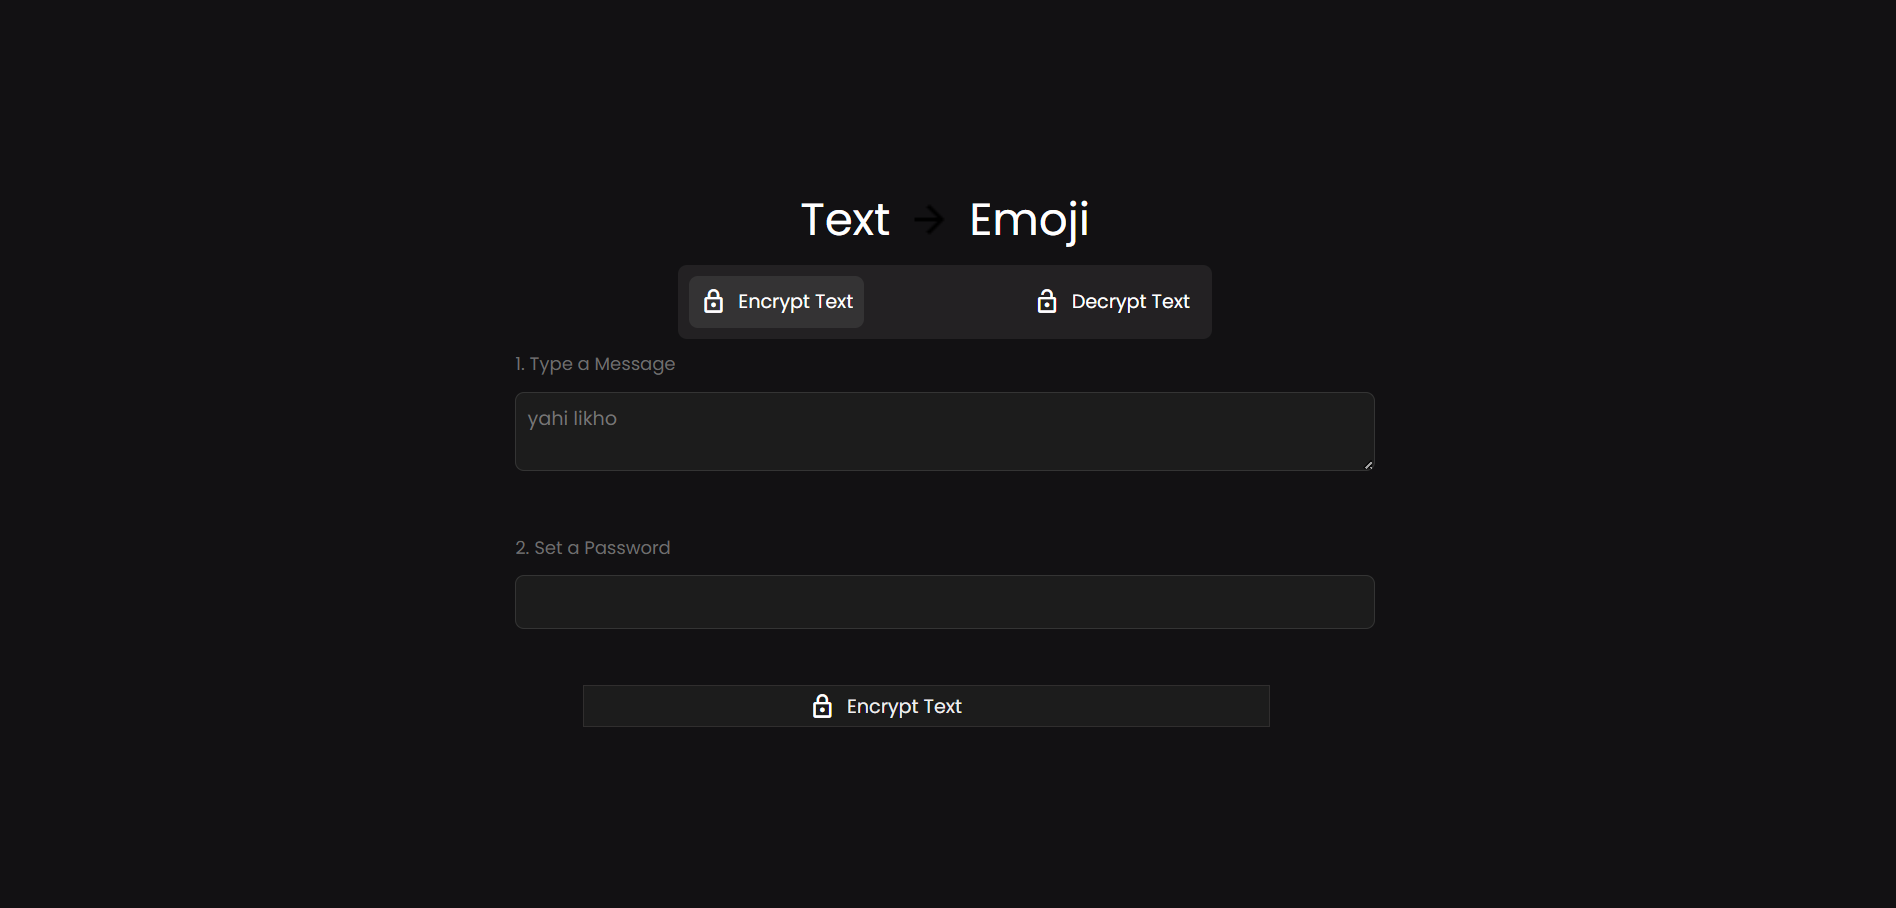 Text → Emoji
Encrypt Text Decrypt Text
1. Type a Message
yahi likho
2. Set a Password
Encrypt Text